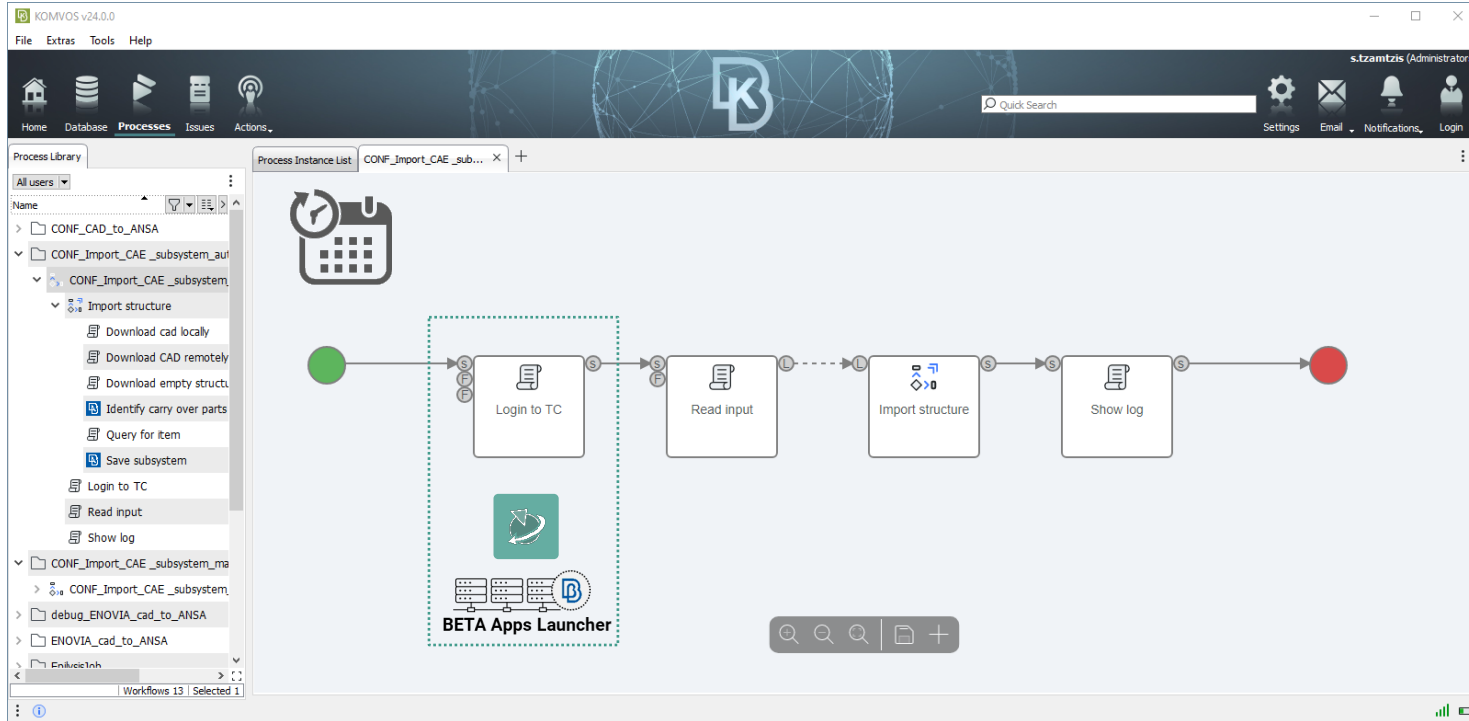 KOMVOS v24.0.0
File Extras Tools Help
s.tzamtzis (Administrator
Quick Search
Home Database Processes Issues Actions
Settings Email Notifications Login
Process Library
Process Instance List CONF_Import_CAE _sub...
All users
Name
CONF_CAD_to_ANSA
CONF_Import_CAE _subsystem_aut
CONF_Import_CAE _subsystem_
Import structure
Download cad locally
Download CAD remotely
Download empty structu
Identify carry over parts
Query for item
Save subsystem
Login to TC
Read input
Show log
CONF_Import_CAE _subsystem_ma
CONF_Import_CAE _subsystem_
debug_ENOVIA_cad_to_ANSA
ENOVIA_cad_to_ANSA
EpilysisJob
Workflows 13 Selected 1
S S S L L S S S
F F
F
Login to TC Read input Import structure Show log
BETA Apps Launcher